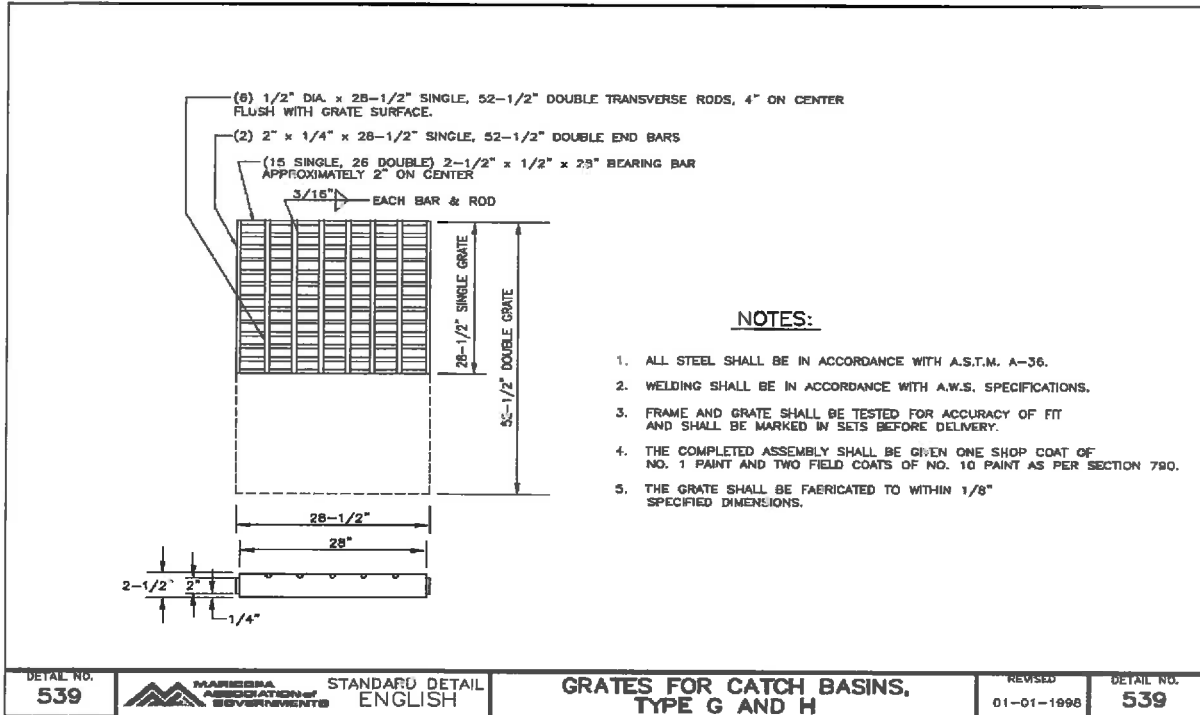 (6) 1/2" DIA. x 28-1/2" SINGLE, 52-1/2" DOUBLE TRANSVERSE RODS, 4" ON CENTER
FLUSH WITH GRATE SURFACE.
(2) 2" x 1/4" x 28-1/2" SINGLE, 52-1/2" DOUBLE END BARS
(15 SINGLE, 26 DOUBLE) 2-1/2" x 1/2" x 28" BEARING BAR
APPROXIMATELY 2" ON CENTER
3/16" EACH BAR & ROD
28-1/2" SINGLE GRATE
52-1/2" DOUBLE GRATE
NOTES:
1. ALL STEEL SHALL BE IN ACCORDANCE WITH A.S.T.M. A-36.
2. WELDING SHALL BE IN ACCORDANCE WITH A.W.S. SPECIFICATIONS.
3. FRAME AND GRATE SHALL BE TESTED FOR ACCURACY OF FIT
AND SHALL BE MARKED IN SETS BEFORE DELIVERY.
4. THE COMPLETED ASSEMBLY SHALL BE GIVEN ONE SHOP COAT OF
NO. 1 PAINT AND TWO FIELD COATS OF NO. 10 PAINT AS PER SECTION 790.
5. THE GRATE SHALL BE FABRICATED TO WITHIN 1/8"
SPECIFIED DIMENSIONS.
28-1/2"
28"
2-1/2"
2"
1/4"
DETAIL NO.
539
MARICOPA
ASSOCIATION of
GOVERNMENTS
STANDARD DETAIL
ENGLISH
GRATES FOR CATCH BASINS,
TYPE G AND H
REVISED
01-01-1998
DETAIL NO.
539